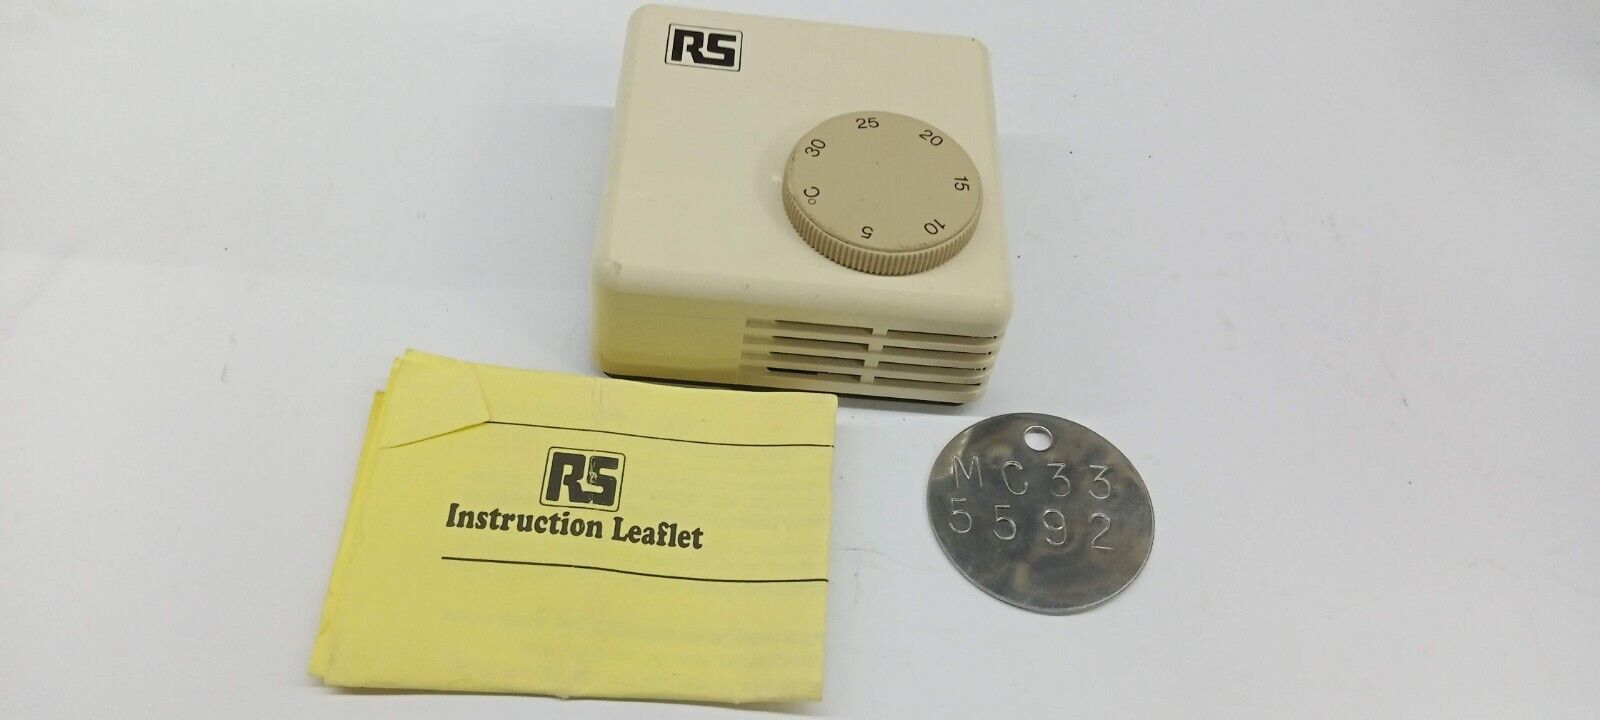 RS
25
20
30
15
°C
10
5
RS
Instruction Leaflet
MC33
5592